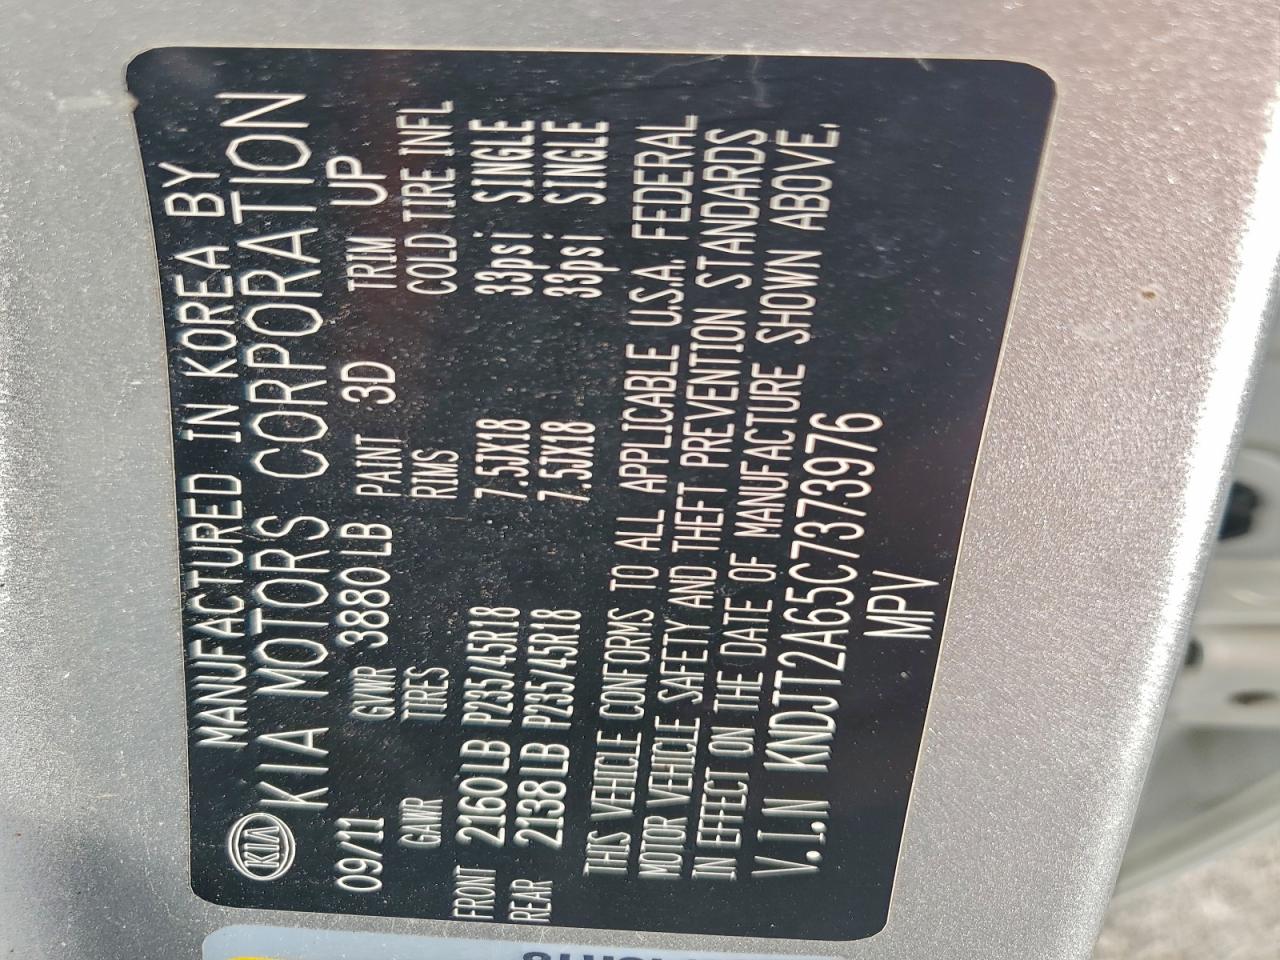 MANUFACTURED IN KOREA BY
KIA KIA MOTORS CORPORATION
09/11 GVWR 3880LB PAINT 3D TRIM UP
GAWR TIRES RIMS COLD TIRE INFL
FRONT 2160LB P235/45R18 7.5JX18 33psi SINGLE
REAR 2138LB P235/45R18 7.5JX18 33psi SINGLE
THIS VEHICLE CONFORMS TO ALL APPLICABLE U.S.A. FEDERAL
MOTOR VEHICLE SAFETY AND THEFT PREVENTION STANDARDS
IN EFFECT ON THE DATE OF MANUFACTURE SHOWN ABOVE.
V.I.N KNDJT2A65C7373976
MPV